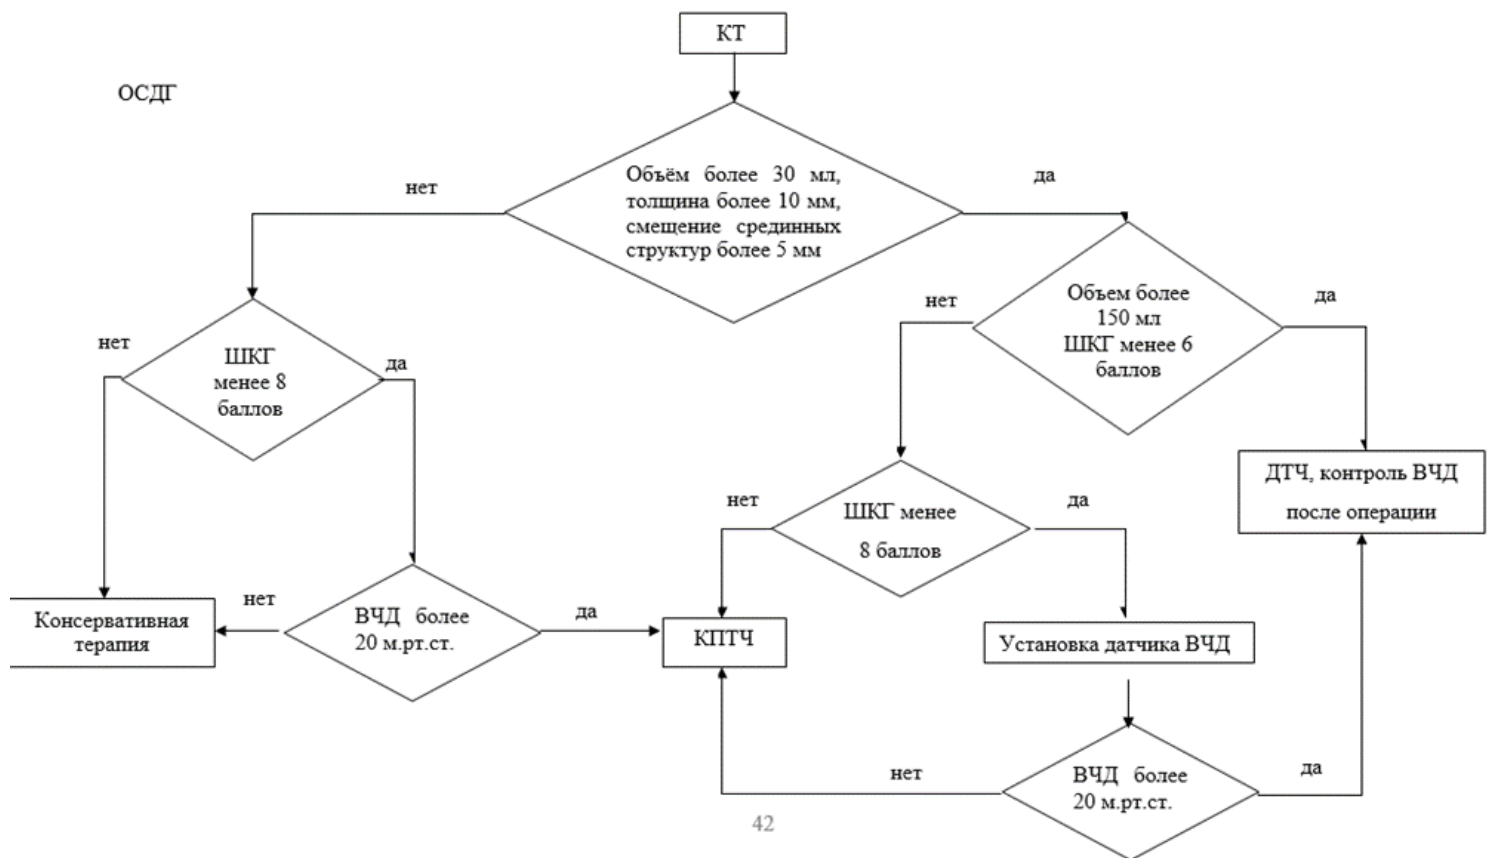 КТ
ОСДГ
Объём более 30 мл,
толщина более 10 мм,
смещение срединных
структур более 5 мм
нет
да
Объем более
150 мл
ШКГ менее 6
баллов
нет
да
ШКГ
менее 8
баллов
нет
да
ДТЧ, контроль ВЧД
после операции
ШКГ менее
8 баллов
нет
да
Консервативная
терапия
нет
ВЧД более
20 м.рт.ст.
да
КПТЧ
Установка датчика ВЧД
нет
ВЧД более
20 м.рт.ст.
да
42